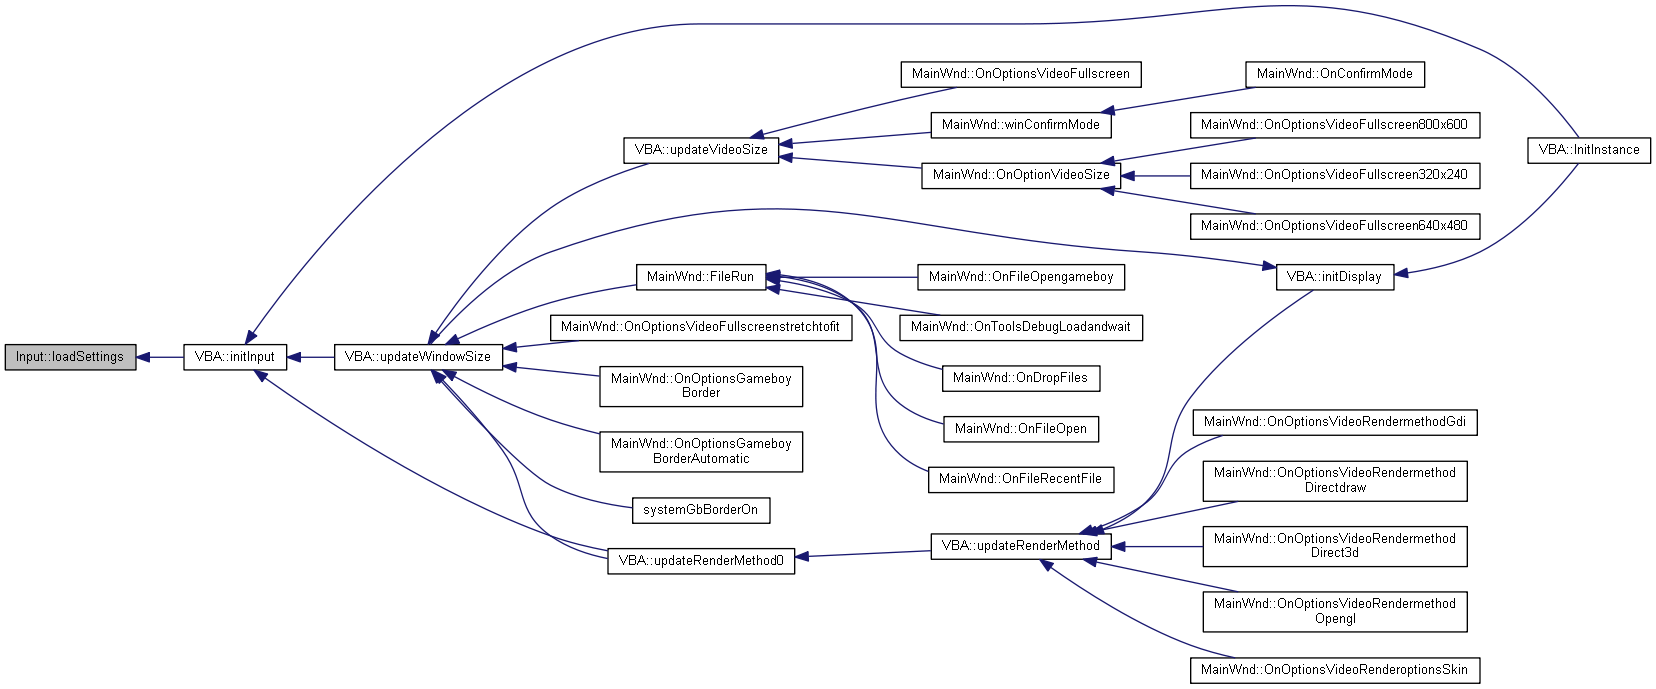 MainWnd::OnOptionsVideoFullscreen
MainWnd::OnConfirmMode
MainWnd::winConfirmMode
MainWnd::OnOptionsVideoFullscreen800x600
VBA::updateVideoSize
VBA::InitInstance
MainWnd::OnOptionVideoSize
MainWnd::OnOptionsVideoFullscreen320x240
MainWnd::OnOptionsVideoFullscreen640x480
MainWnd::FileRun
MainWnd::OnFileOpengameboy
VBA::initDisplay
MainWnd::OnOptionsVideoFullscreenstretchtofit
MainWnd::OnToolsDebugLoadandwait
Input::loadSettings
VBA::initInput
VBA::updateWindowSize
MainWnd::OnOptionsGameboy
Border
MainWnd::OnDropFiles
MainWnd::OnFileOpen
MainWnd::OnOptionsVideoRendermethodGdi
MainWnd::OnOptionsGameboy
BorderAutomatic
MainWnd::OnFileRecentFile
MainWnd::OnOptionsVideoRendermethod
Directdraw
systemGbBorderOn
VBA::updateRenderMethod0
VBA::updateRenderMethod
MainWnd::OnOptionsVideoRendermethod
Direct3d
MainWnd::OnOptionsVideoRendermethod
Opengl
MainWnd::OnOptionsVideoRenderoptionsSkin